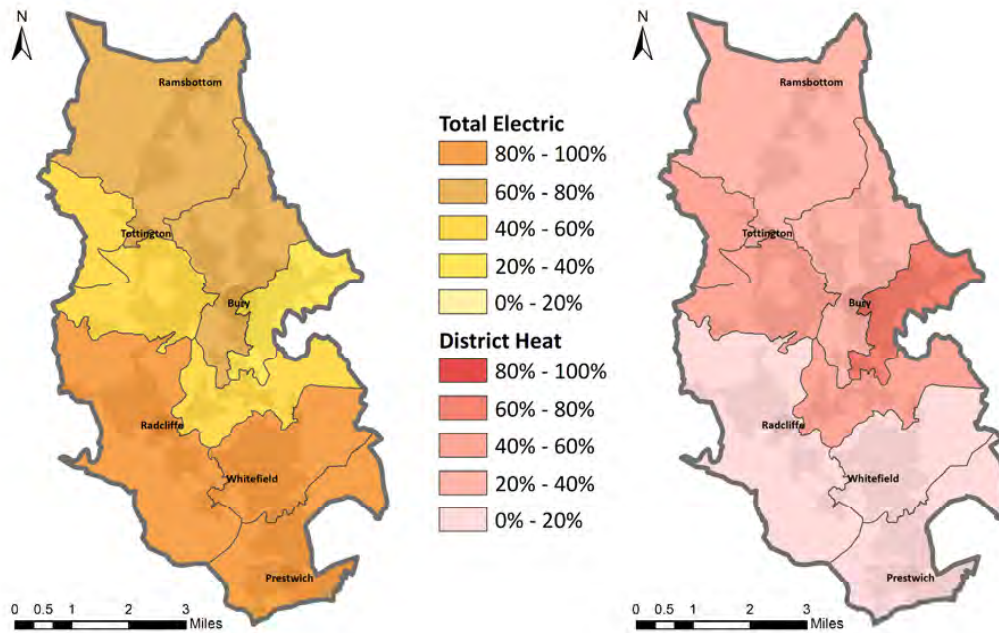 N
Ramsbottom
Tottington
Bury
Radcliffe
Whitefield
Prestwich
0 0.5 1 2 3
Miles
Total Electric
80% - 100%
60% - 80%
40% - 60%
20% - 40%
0% - 20%
District Heat
80% - 100%
60% - 80%
40% - 60%
20% - 40%
0% - 20%
N
Ramsbottom
Tottington
Bury
Radcliffe
Whitefield
Prestwich
0 0.5 1 2 3
Miles